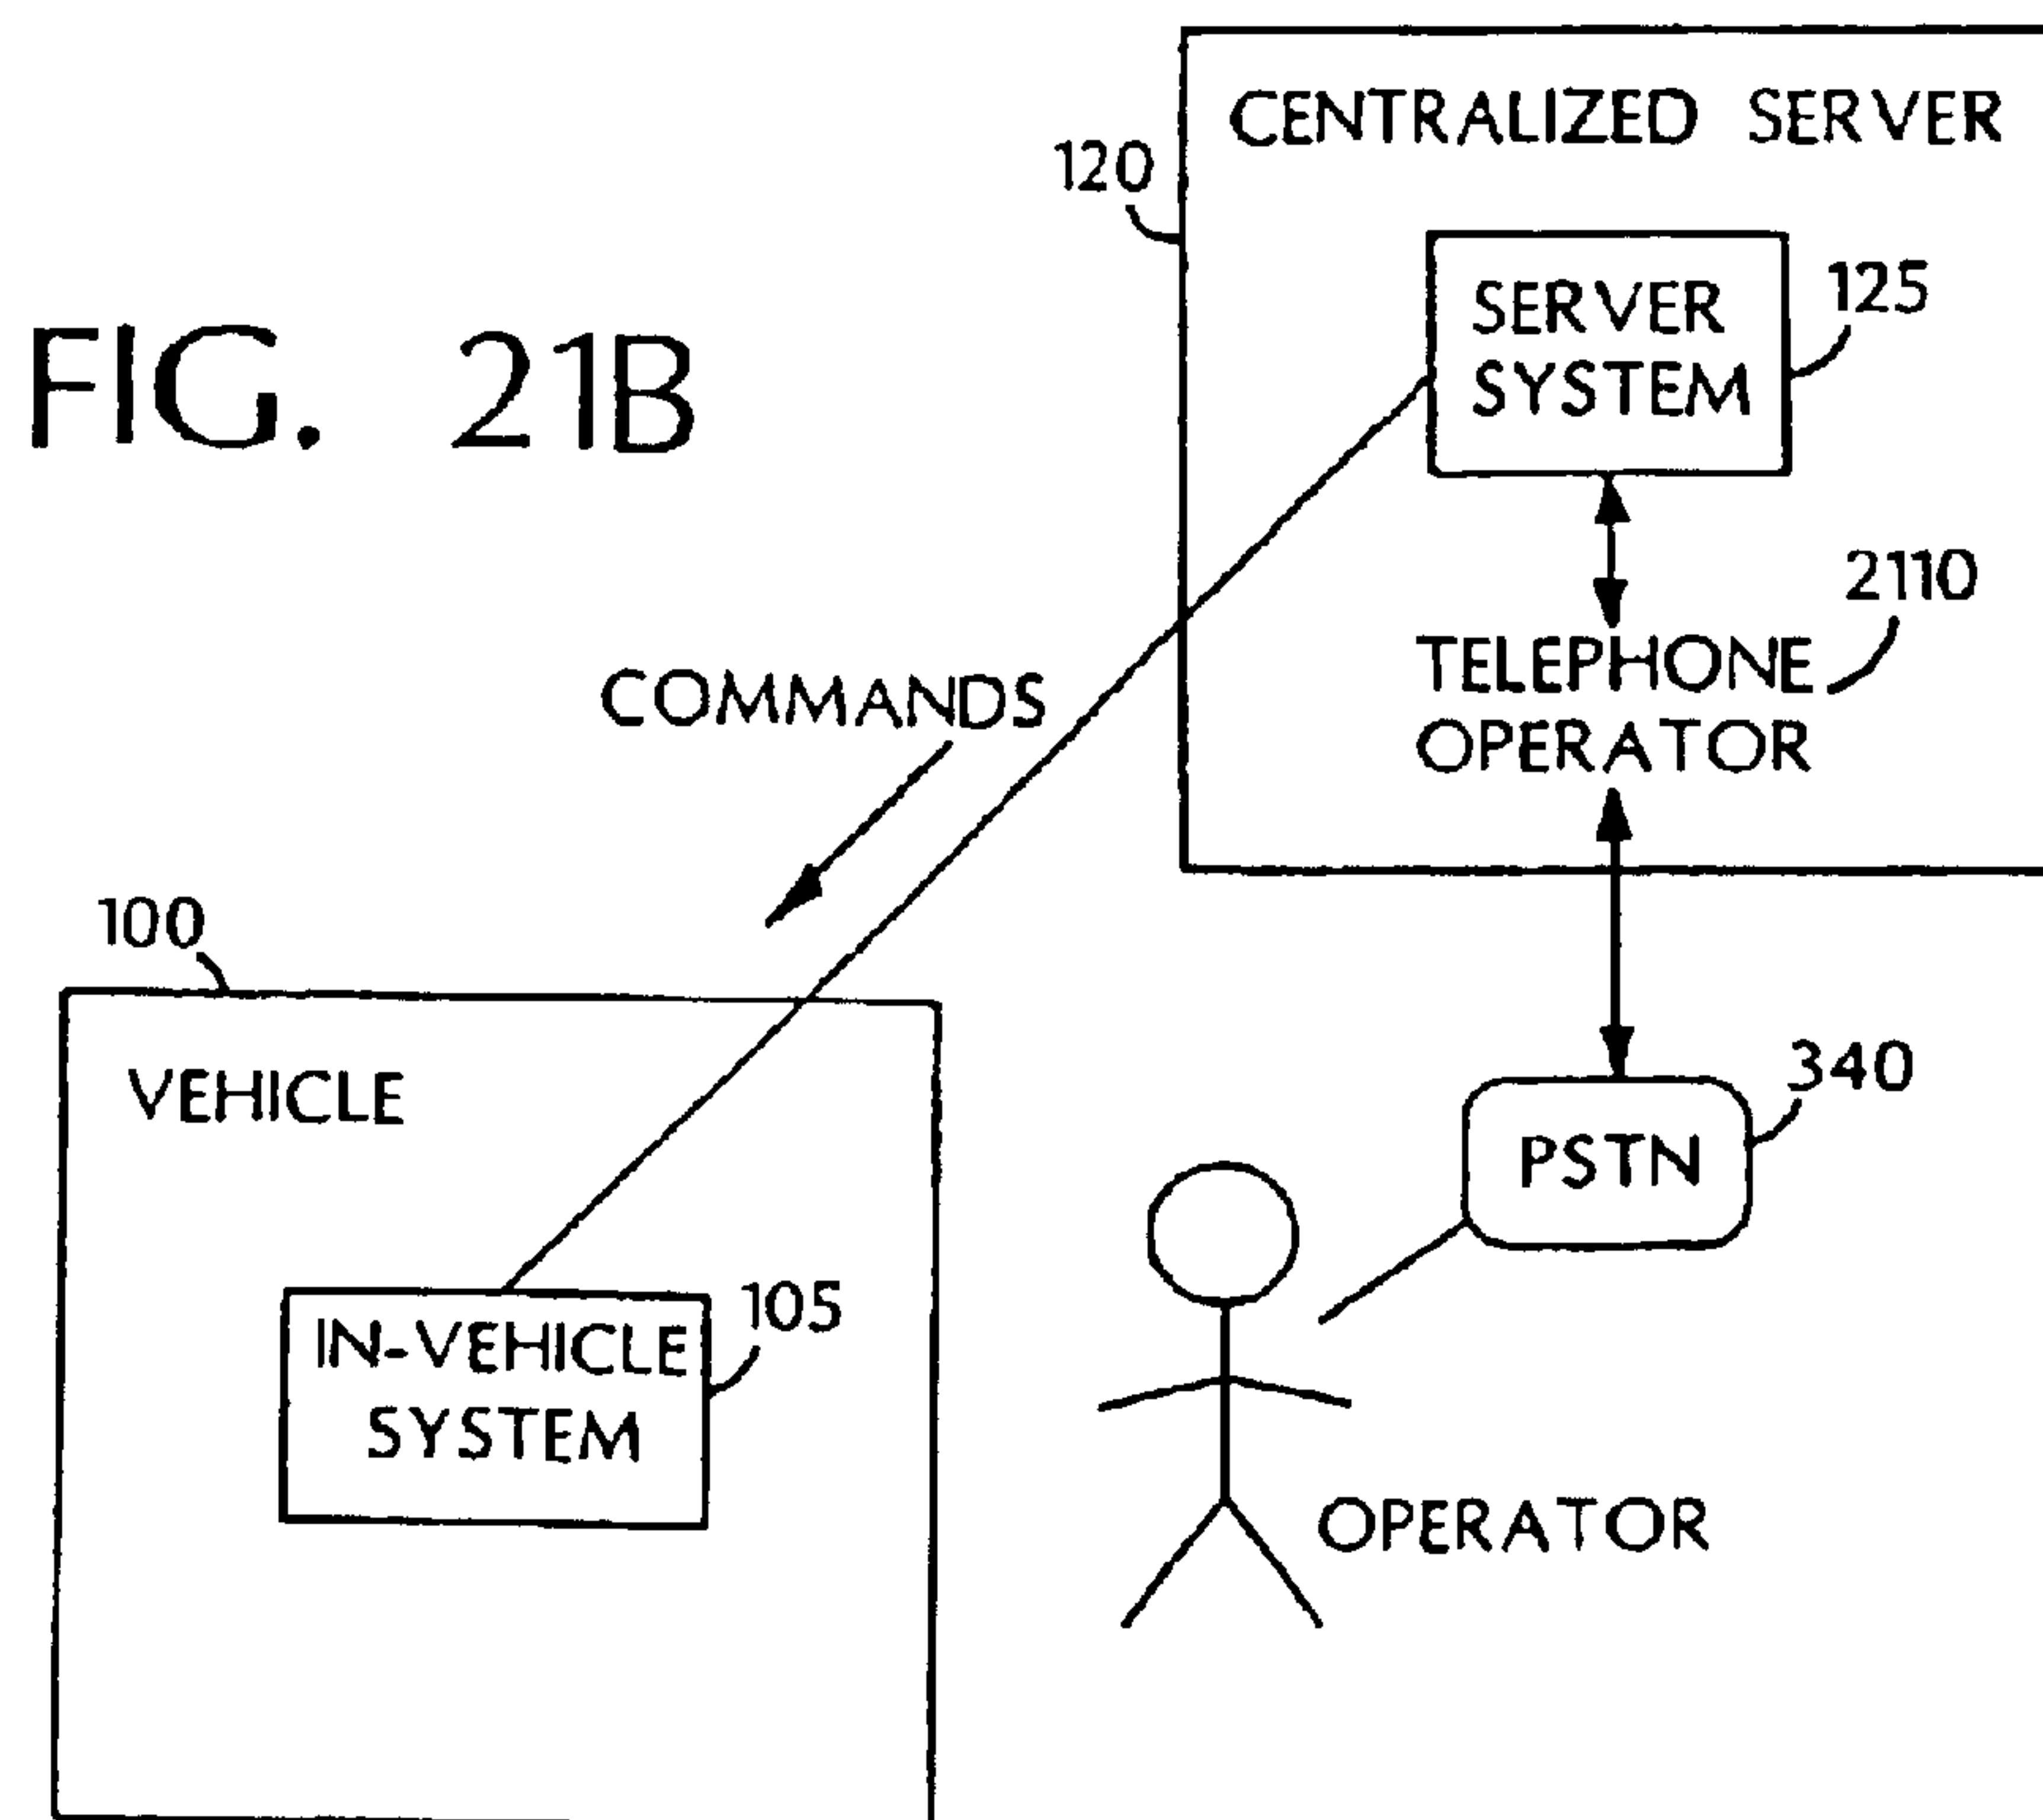 FIG. 21B
CENTRALIZED SERVER
120
SERVER
SYSTEM
125
2110
TELEPHONE
OPERATOR
COMMANDS
100
VEHICLE
IN-VEHICLE
SYSTEM
105
340
PSTN
OPERATOR